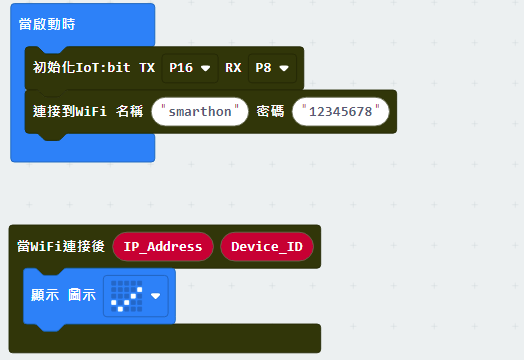 當啟動時
初始化IoT:bit TX P16 RX P8
連接到WiFi 名稱 "smarthon" 密碼 "12345678"
當WiFi連接後 IP_Address Device_ID
顯示 圖示